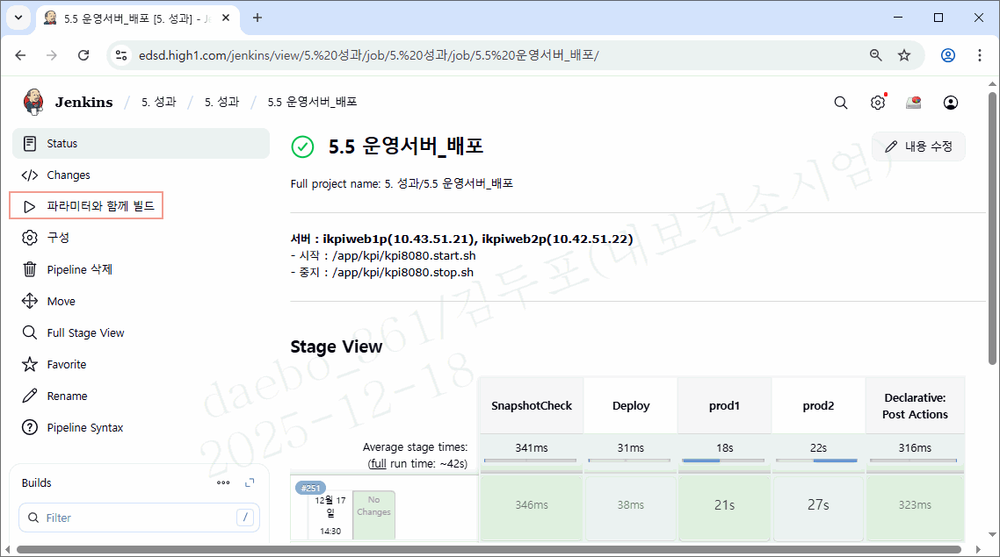 5.5 운영서버_배포 [5. 성과] - Je
edsd.high1.com/jenkins/view/5.%20성과/job/5.%20성과/job/5.5%20운영서버_배포/
Jenkins / 5. 성과 / 5. 성과 / 5.5 운영서버_배포
Status
Changes
파라미터와 함께 빌드
구성
Pipeline 삭제
Move
Full Stage View
Favorite
Rename
Pipeline Syntax
Builds
Filter /
5.5 운영서버_배포
내용 수정
Full project name: 5. 성과/5.5 운영서버_배포
서버 : ikpiweb1p(10.43.51.21), ikpiweb2p(10.42.51.22)
- 시작 : /app/kpi/kpi8080.start.sh
- 중지 : /app/kpi/kpi8080.stop.sh
Stage View
SnapshotCheck Deploy prod1 prod2 Declarative: Post Actions
Average stage times: 341ms 31ms 18s 22s 316ms
(full run time: ~42s)
#251
12월 17
일
14:30
No
Changes
346ms 38ms 21s 27s 323ms
daebo_361/김두포(대보컨소시엄)
2025-12-18